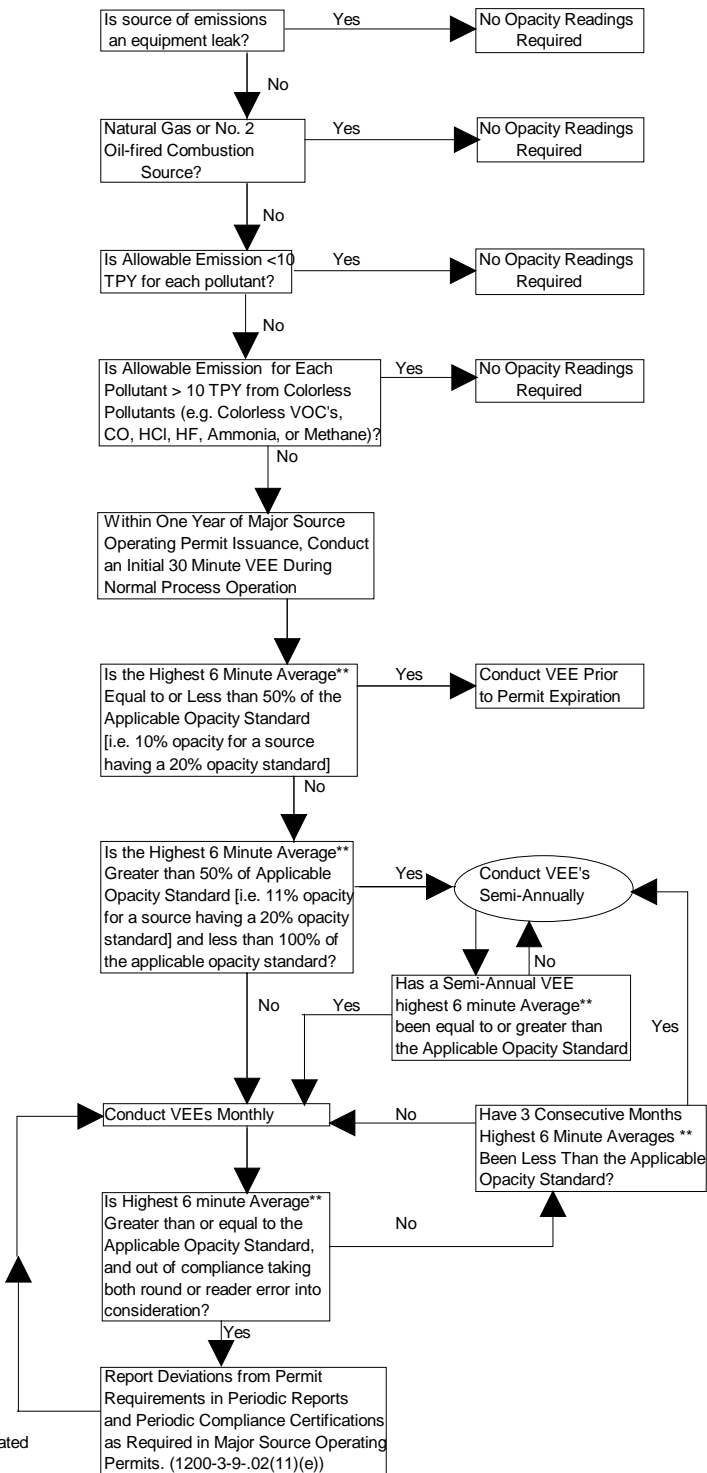 Is source of emissions
an equipment leak?
Yes
No Opacity Readings
Required
No
Natural Gas or No. 2
Oil-fired Combustion
Source?
Yes
No Opacity Readings
Required
No
Is Allowable Emission <10
TPY for each pollutant?
Yes
No Opacity Readings
Required
No
Is Allowable Emission for Each
Pollutant > 10 TPY from Colorless
Pollutants (e.g. Colorless VOC's,
CO, HCl, HF, Ammonia, or Methane)?
Yes
No Opacity Readings
Required
No
Within One Year of Major Source
Operating Permit Issuance, Conduct
an Initial 30 Minute VEE During
Normal Process Operation
Is the Highest 6 Minute Average**
Equal to or Less than 50% of the
Applicable Opacity Standard
[i.e. 10% opacity for a source
having a 20% opacity standard]
Yes
Conduct VEE Prior
to Permit Expiration
No
Is the Highest 6 Minute Average**
Greater than 50% of Applicable
Opacity Standard [i.e. 11% opacity
for a source having a 20% opacity
standard] and less than 100% of
the applicable opacity standard?
Yes
Conduct VEE's
Semi-Annually
No
Has a Semi-Annual VEE
highest 6 minute Average**
been equal to or greater than
the Applicable Opacity Standard
No
Yes
Yes
Conduct VEEs Monthly
No
Have 3 Consecutive Months
Highest 6 Minute Averages **
Been Less Than the Applicable
Opacity Standard?
Is Highest 6 minute Average**
Greater than or equal to the
Applicable Opacity Standard,
and out of compliance taking
both round or reader error into
consideration?
No
Yes
Report Deviations from Permit
Requirements in Periodic Reports
and Periodic Compliance Certifications
as Required in Major Source Operating
Permits. (1200-3-9-.02(11)(e))
ated